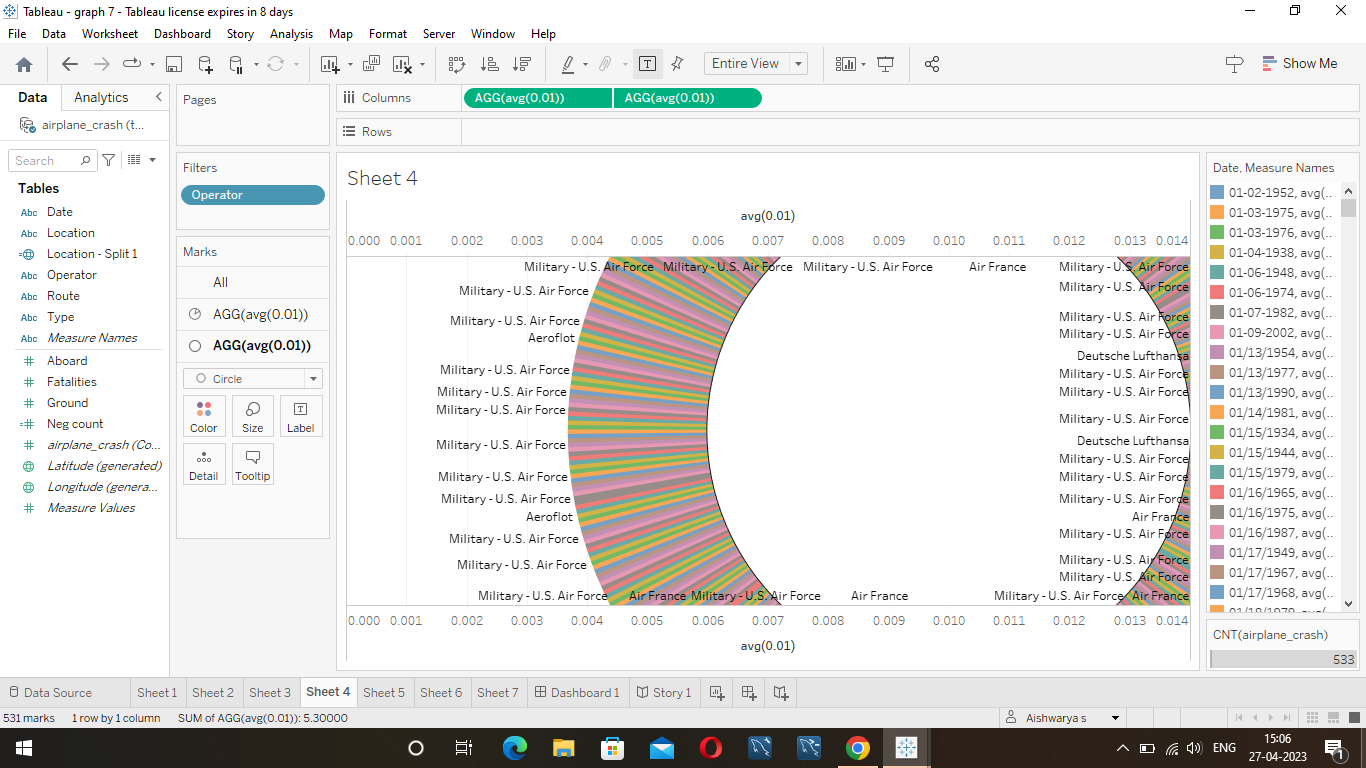 Tableau - graph 7 - Tableau license expires in 8 days
File Data Worksheet Dashboard Story Analysis Map Format Server Window Help
Entire View
Show Me
Data Analytics
airplane_crash (t...
Search
Tables
Abc Date
Abc Location
Location - Split 1
Abc Operator
Abc Route
Abc Type
Abc Measure Names
Aboard
Fatalities
Ground
Neg count
airplane_crash (Co...
Latitude (generated)
Longitude (genera...
Measure Values
Pages
Filters
Operator
Marks
All
AGG(avg(0.01))
AGG(avg(0.01))
Circle
Color Size Label
Detail Tooltip
Columns AGG(avg(0.01)) AGG(avg(0.01))
Rows
Sheet 4
avg(0.01)
0.000 0.001 0.002 0.003 0.004 0.005 0.006 0.007 0.008 0.009 0.010 0.011 0.012 0.013 0.014
Military - U.S. Air Force Military - U.S. Air Force Military - U.S. Air Force Air France Military - U.S. Air Force
Military - U.S. Air Force Military - U.S. Air Force
Military - U.S. Air Force Military - U.S. Air Force
Aeroflot Military - U.S. Air Force
Deutsche Lufthansa
Military - U.S. Air Force Military - U.S. Air Force
Military - U.S. Air Force Military - U.S. Air Force
Military - U.S. Air Force Military - U.S. Air Force
Military - U.S. Air Force Deutsche Lufthansa
Military - U.S. Air Force
Military - U.S. Air Force Military - U.S. Air Force
Military - U.S. Air Force Military - U.S. Air Force
Aeroflot Air France
Military - U.S. Air Force Military - U.S. Air Force
Military - U.S. Air Force Military - U.S. Air Force
Military - U.S. Air Force
Military - U.S. Air Force Air France Military - U.S. Air Force Air France Military - U.S. Air Force Air France
0.000 0.001 0.002 0.003 0.004 0.005 0.006 0.007 0.008 0.009 0.010 0.011 0.012 0.013 0.014
avg(0.01)
Date, Measure Names
01-02-1952, avg(..
01-03-1975, avg(..
01-03-1976, avg(..
01-04-1938, avg(..
01-06-1948, avg(..
01-06-1974, avg(..
01-07-1982, avg(..
01-09-2002, avg(..
01/13/1954, avg(..
01/13/1977, avg(..
01/13/1990, avg(..
01/14/1981, avg(..
01/15/1934, avg(..
01/15/1944, avg(..
01/15/1979, avg(..
01/16/1965, avg(..
01/16/1975, avg(..
01/16/1987, avg(..
01/17/1949, avg(..
01/17/1967, avg(..
01/17/1968, avg(..
CNT(airplane_crash)
533
Data Source Sheet 1 Sheet 2 Sheet 3 Sheet 4 Sheet 5 Sheet 6 Sheet 7 Dashboard 1 Story 1
531 marks 1 row by 1 column SUM of AGG(avg(0.01)): 5.30000 Aishwarya s
ENG 15:06
27-04-2023
1